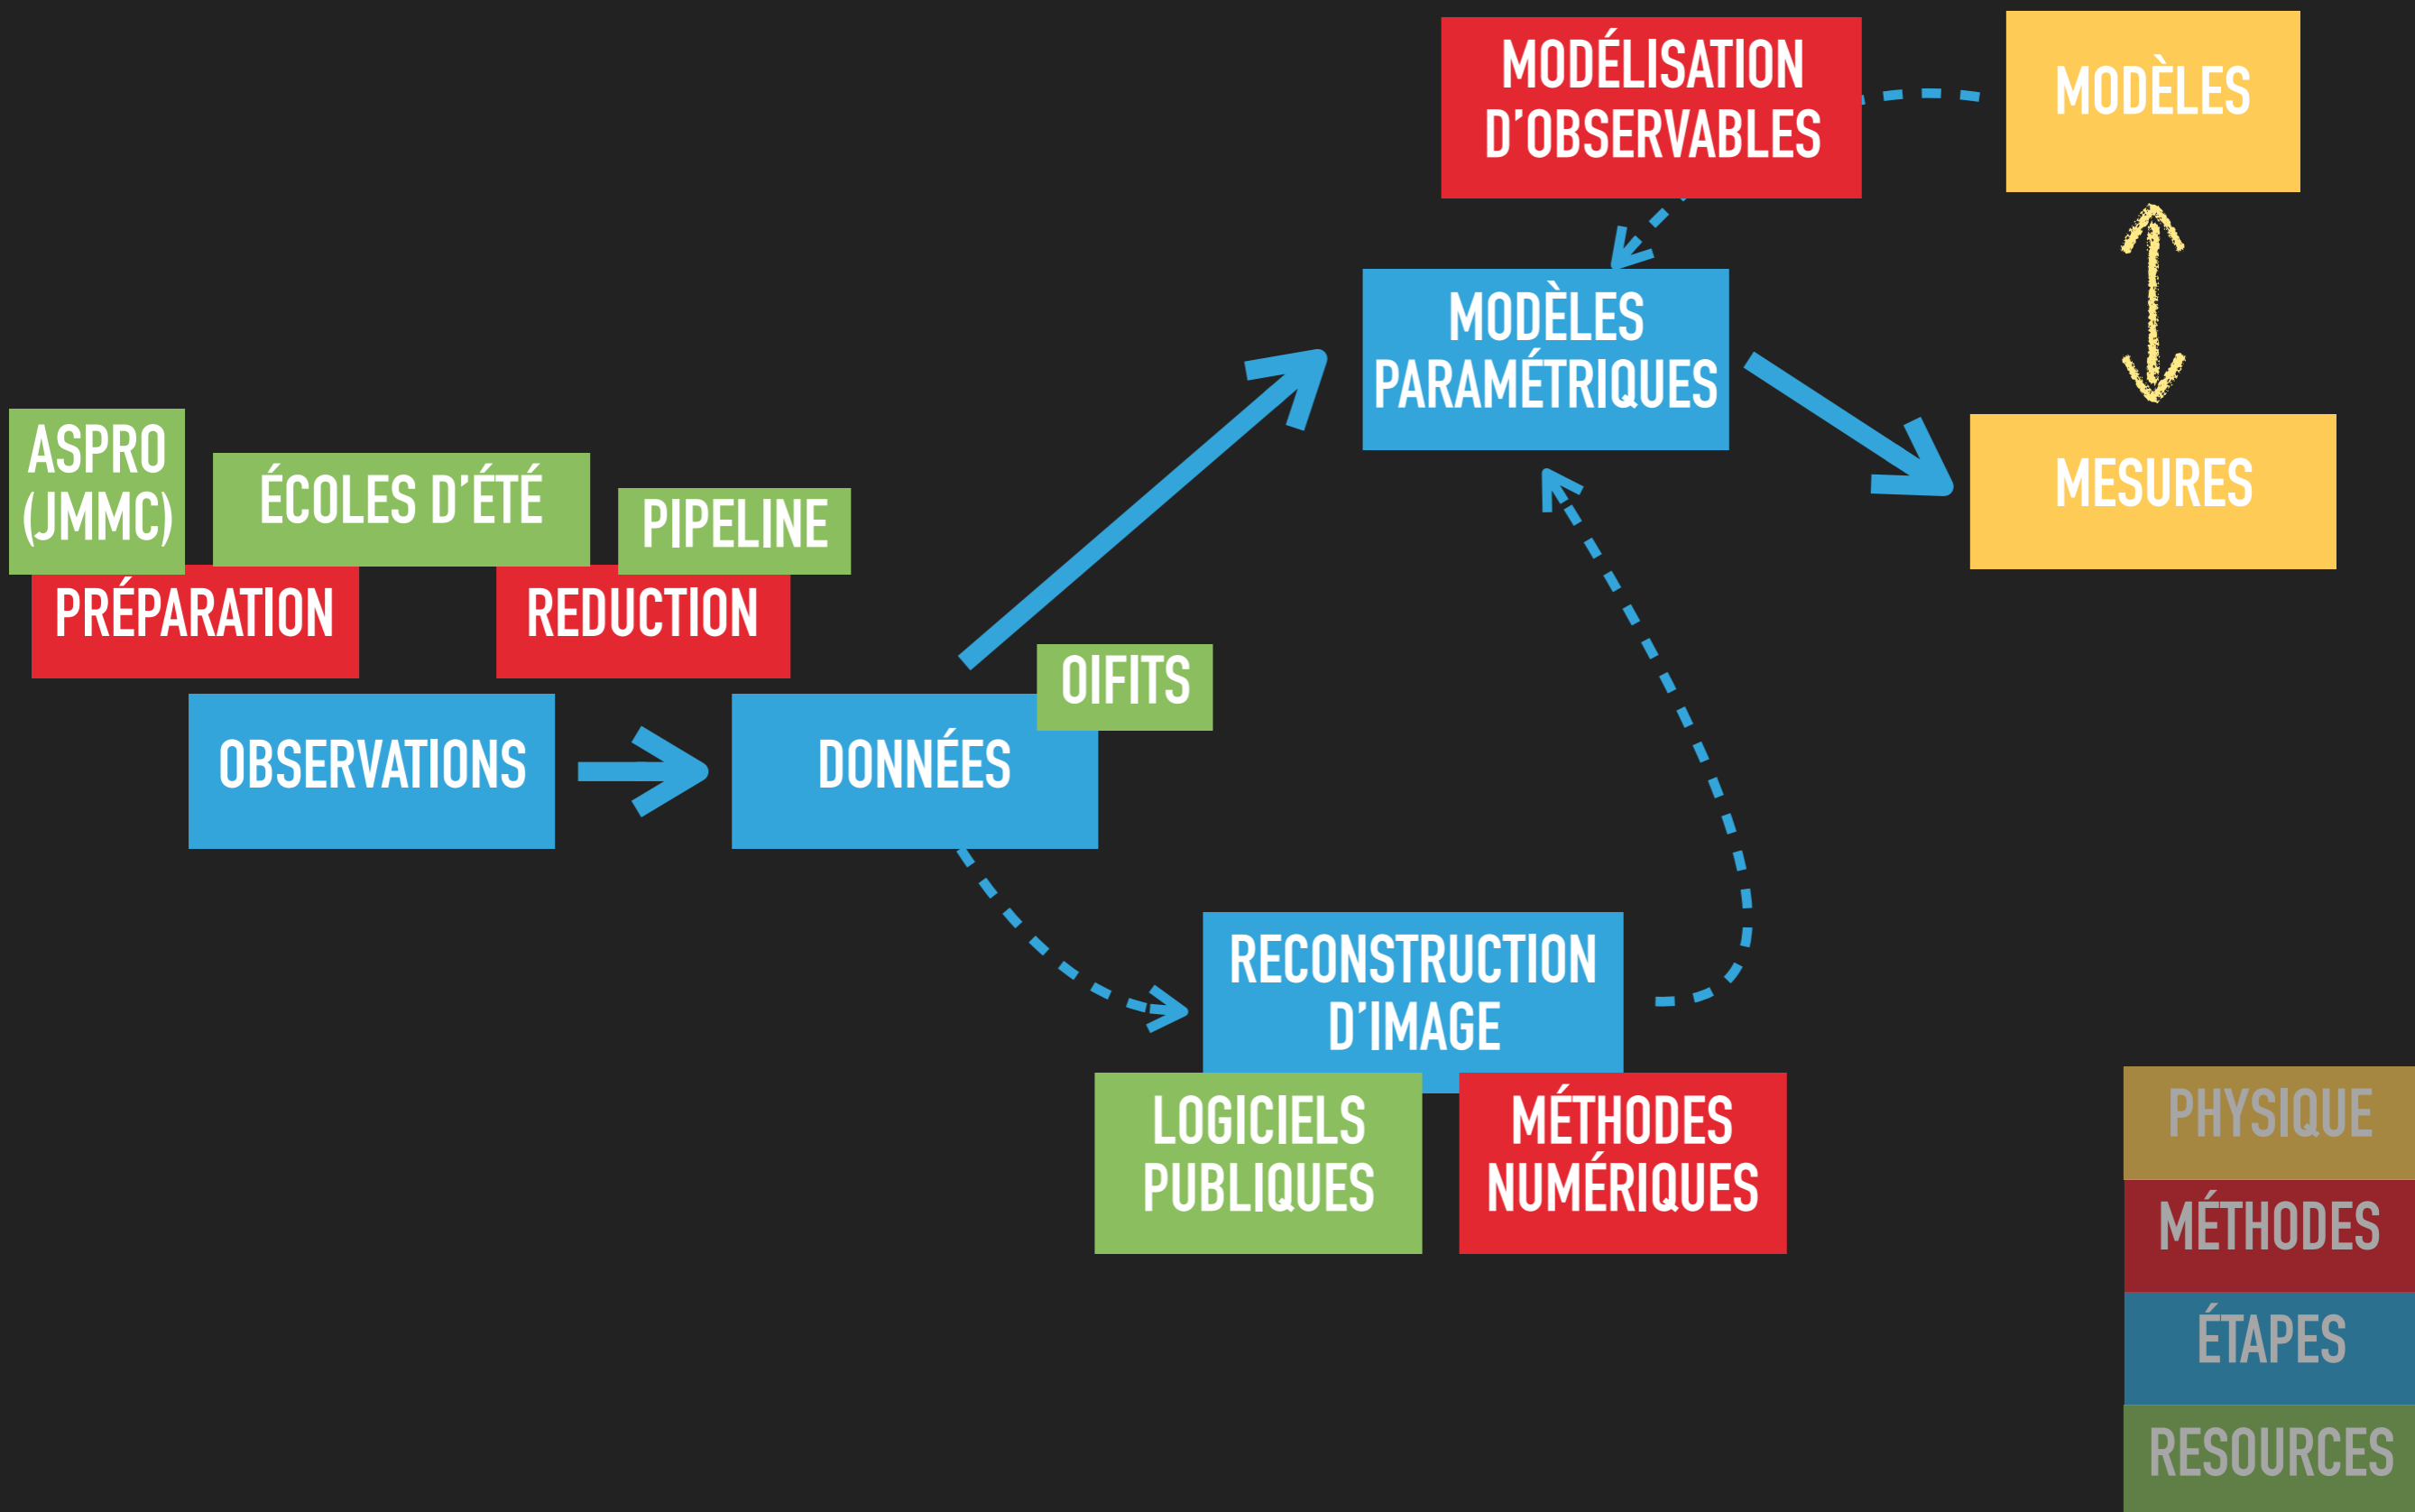 MODÉLISATION
D'OBSERVABLES
MODÈLES
MODÈLES
PARAMÉTRIQUES
ASPRO
(JMMC)
ÉCOLES D'ÉTÉ
PIPELINE
MESURES
PRÉPARATION
REDUCTION
OIFITS
OBSERVATIONS
DONNÉES
RECONSTRUCTION
D'IMAGE
LOGICIELS
PUBLIQUES
MÉTHODES
NUMÉRIQUES
PHYSIQUE
MÉTHODES
ÉTAPES
RESOURCES